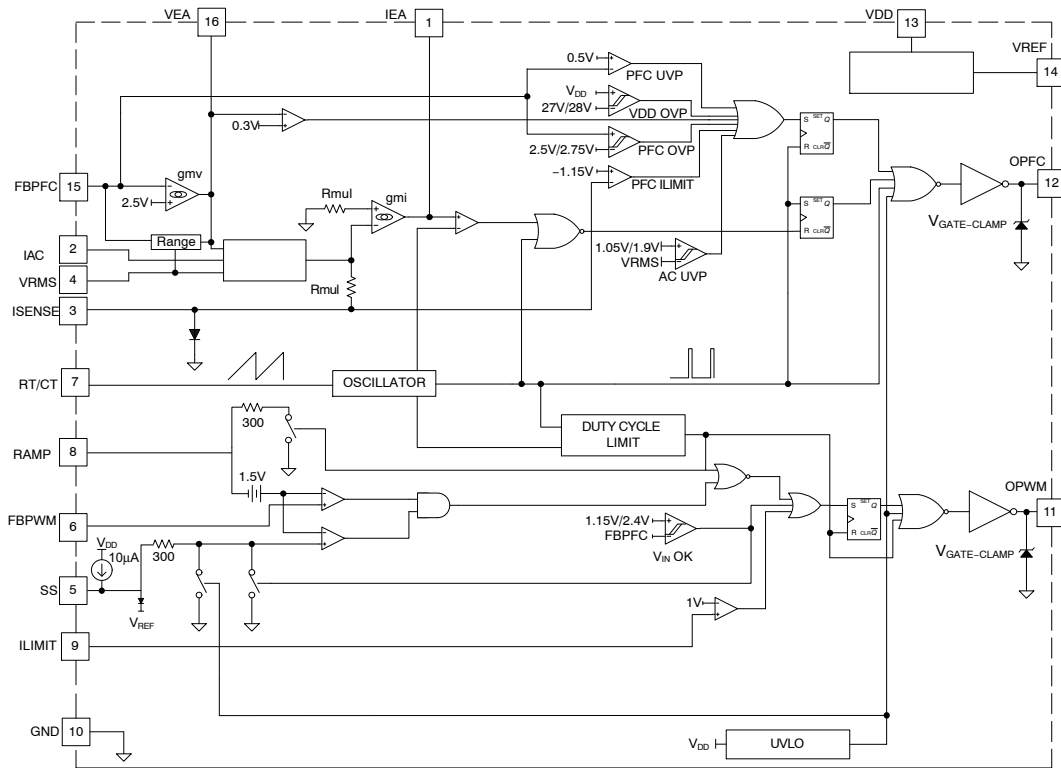 VEA
16
IEA
1
VDD
13
VREF
14
0.5V
PFC UVP
VDD
27V/28V
VDD OVP
0.3V
2.5V/2.75V
PFC OVP
−1.15V
PFC ILIMIT
S SET Q
R CLR Q
FBPFC
15
gmv
2.5V
Rmul
gmi
OPFC
12
VGATE−CLAMP
Range
IAC
2
VRMS
4
Rmul
1.05V/1.9V
VRMS
AC UVP
S SET Q
R CLR Q
ISENSE
3
RT/CT
7
OSCILLATOR
300
DUTY CYCLE
LIMIT
RAMP
8
1.5V
FBPWM
6
1.15V/2.4V
FBPFC
VIN OK
S SET Q
R CLR Q
OPWM
11
VGATE−CLAMP
VDD
10μA
300
SS
5
VREF
1V
ILIMIT
9
GND
10
VDD
UVLO